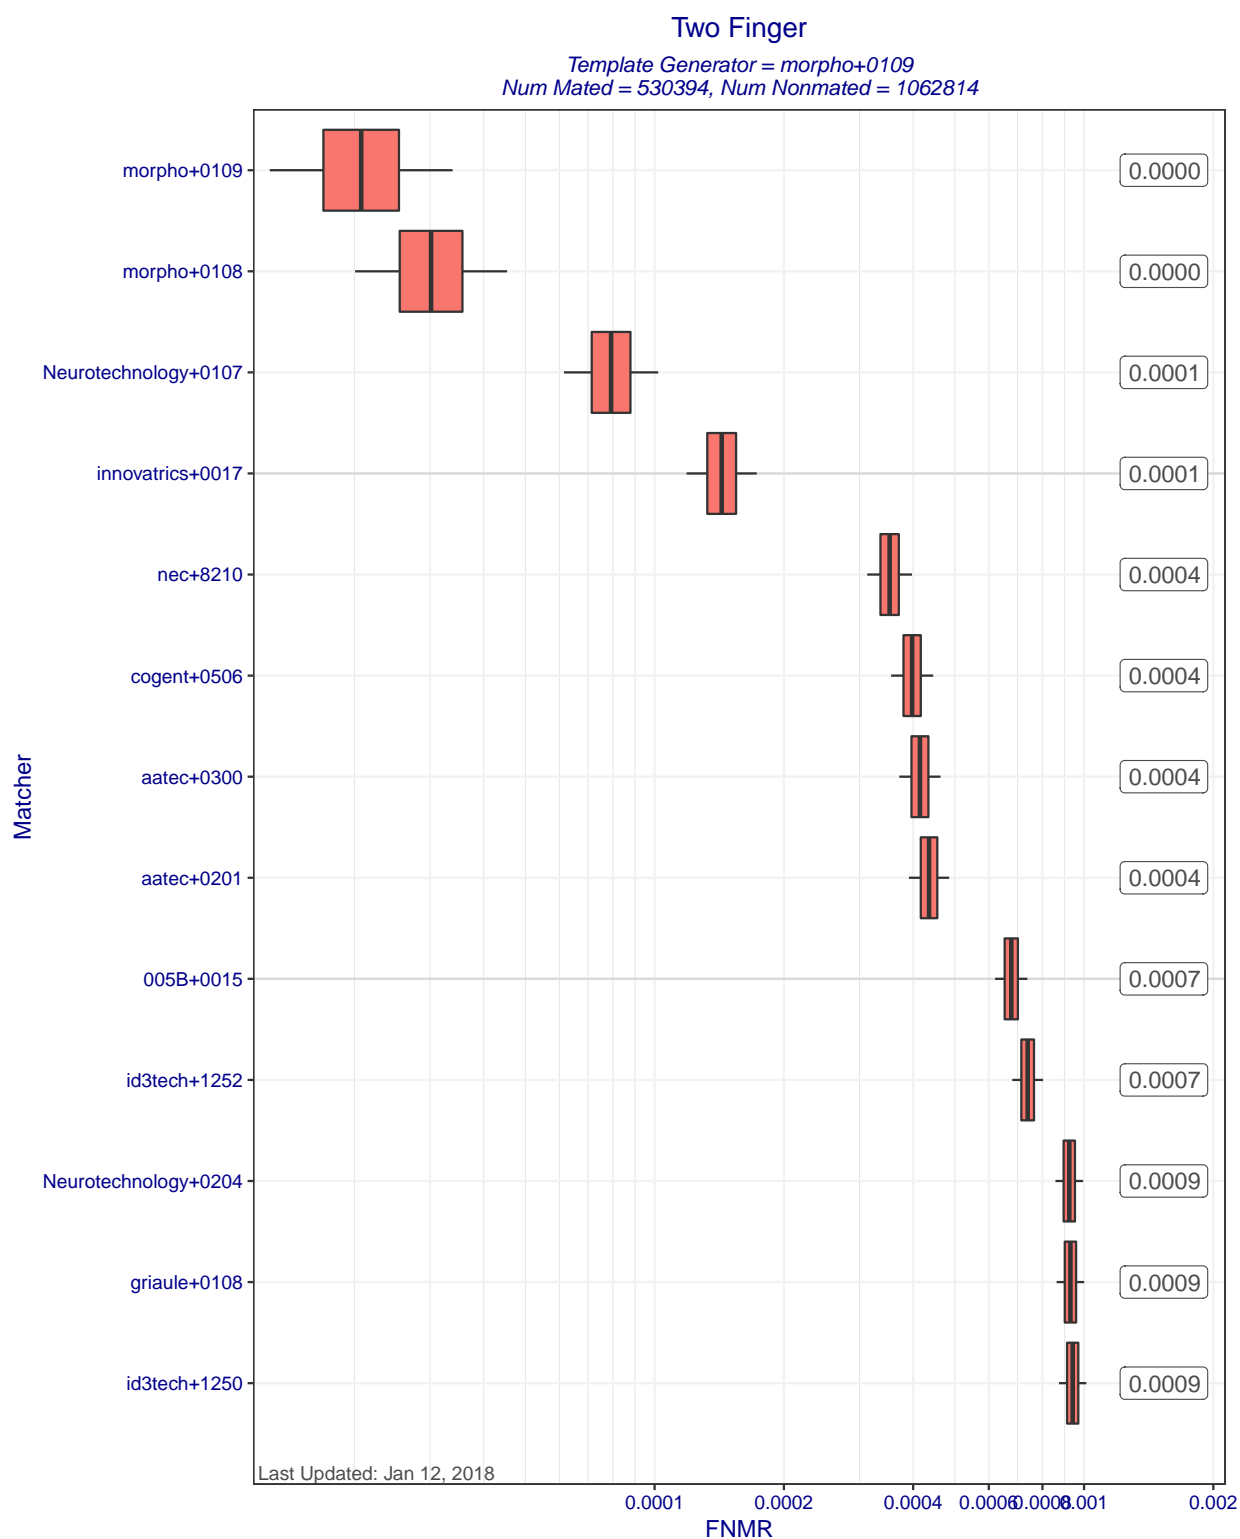 Two Finger
Template Generator = morpho+0109
Num Mated = 530394, Num Nonmated = 1062814
morpho+0109
0.0000
morpho+0108
0.0000
Neurotechnology+0107
0.0001
innovatrics+0017
0.0001
nec+8210
0.0004
cogent+0506
0.0004
aatec+0300
0.0004
Matcher
aatec+0201
0.0004
005B+0015
0.0007
id3tech+1252
0.0007
Neurotechnology+0204
0.0009
griaule+0108
0.0009
id3tech+1250
0.0009
Last Updated: Jan 12, 2018
0.0001 0.0002 0.0004 0.0006 0.0008 0.001 0.002
FNMR